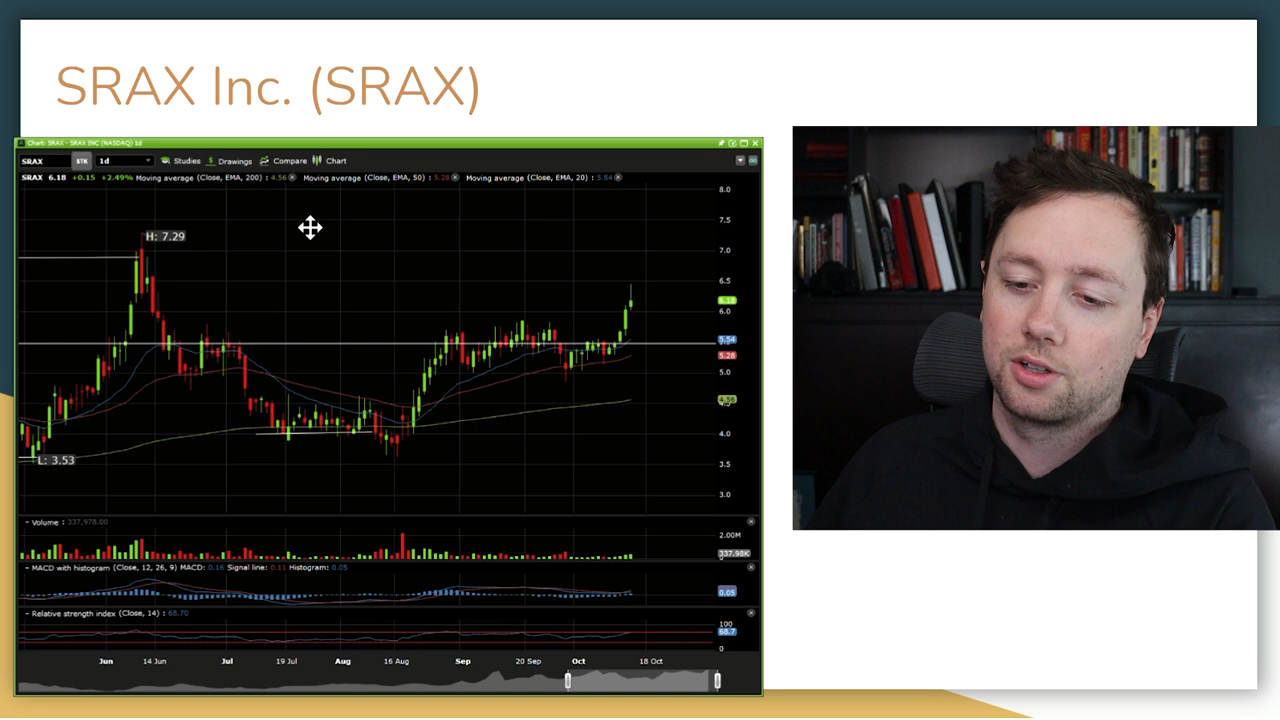 SRAX Inc. (SRAX)
Chart: SRAX - SRAX INC (NASDAQ) 1d
SRAX STK 1d Studies Drawings Compare Chart
SRAX 6.18 +0.15 +2.49% Moving average (Close, EMA, 200) : 4.56 Moving average (Close, EMA, 50) : 5.28 Moving average (Close, EMA, 20) : 5.54
8.0
7.5
H: 7.29
7.0
6.5
6.18
6.0
5.54
5.28
5.0
4.56
4.0
L: 3.53
3.5
3.0
- Volume : 337,978.00
2.00M
337.98K
- MACD with histogram (Close, 12, 26, 9) MACD: 0.16 Signal line: 0.11 Histogram: 0.05
0.05
- Relative strength index (Close, 14) : 68.70
100
68.7
0
Jun 14 Jun Jul 19 Jul Aug 16 Aug Sep 20 Sep Oct 18 Oct